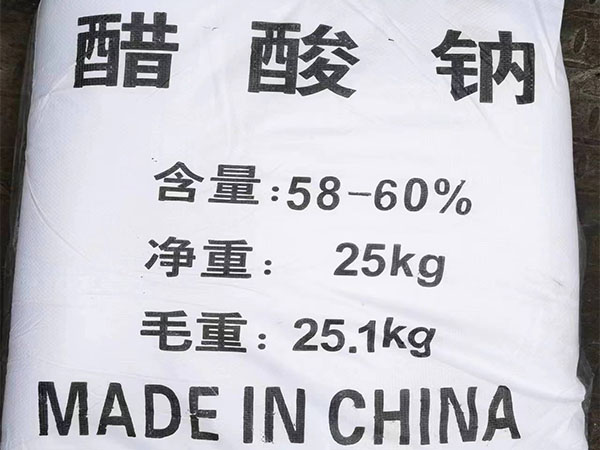 醋酸钠
含量:58-60%
净重: 25kg
毛重: 25.1kg
MADE IN CHINA